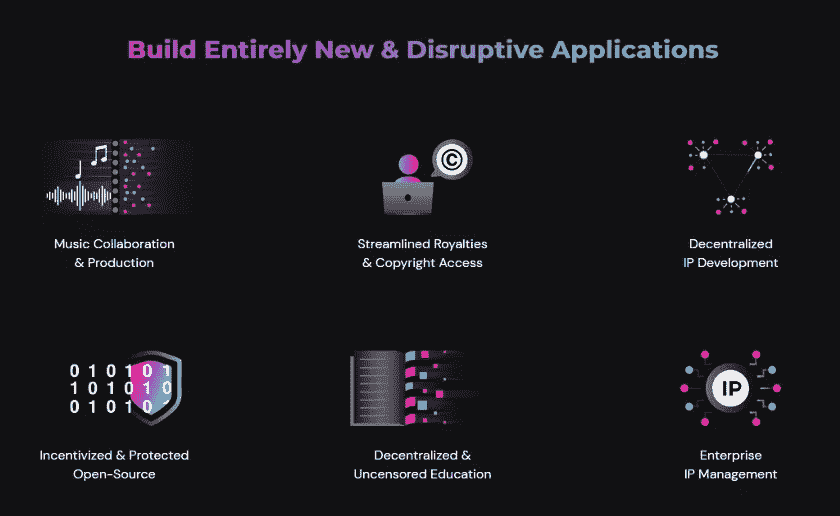 Build Entirely New & Disruptive Applications
©
Music Collaboration
& Production
Streamlined Royalties
& Copyright Access
Decentralized
IP Development
0 1 0 1 0 1
1 0 1 0 1 0
0 1 0 1 0
IP
Incentivized & Protected
Open-Source
Decentralized &
Uncensored Education
Enterprise
IP Management